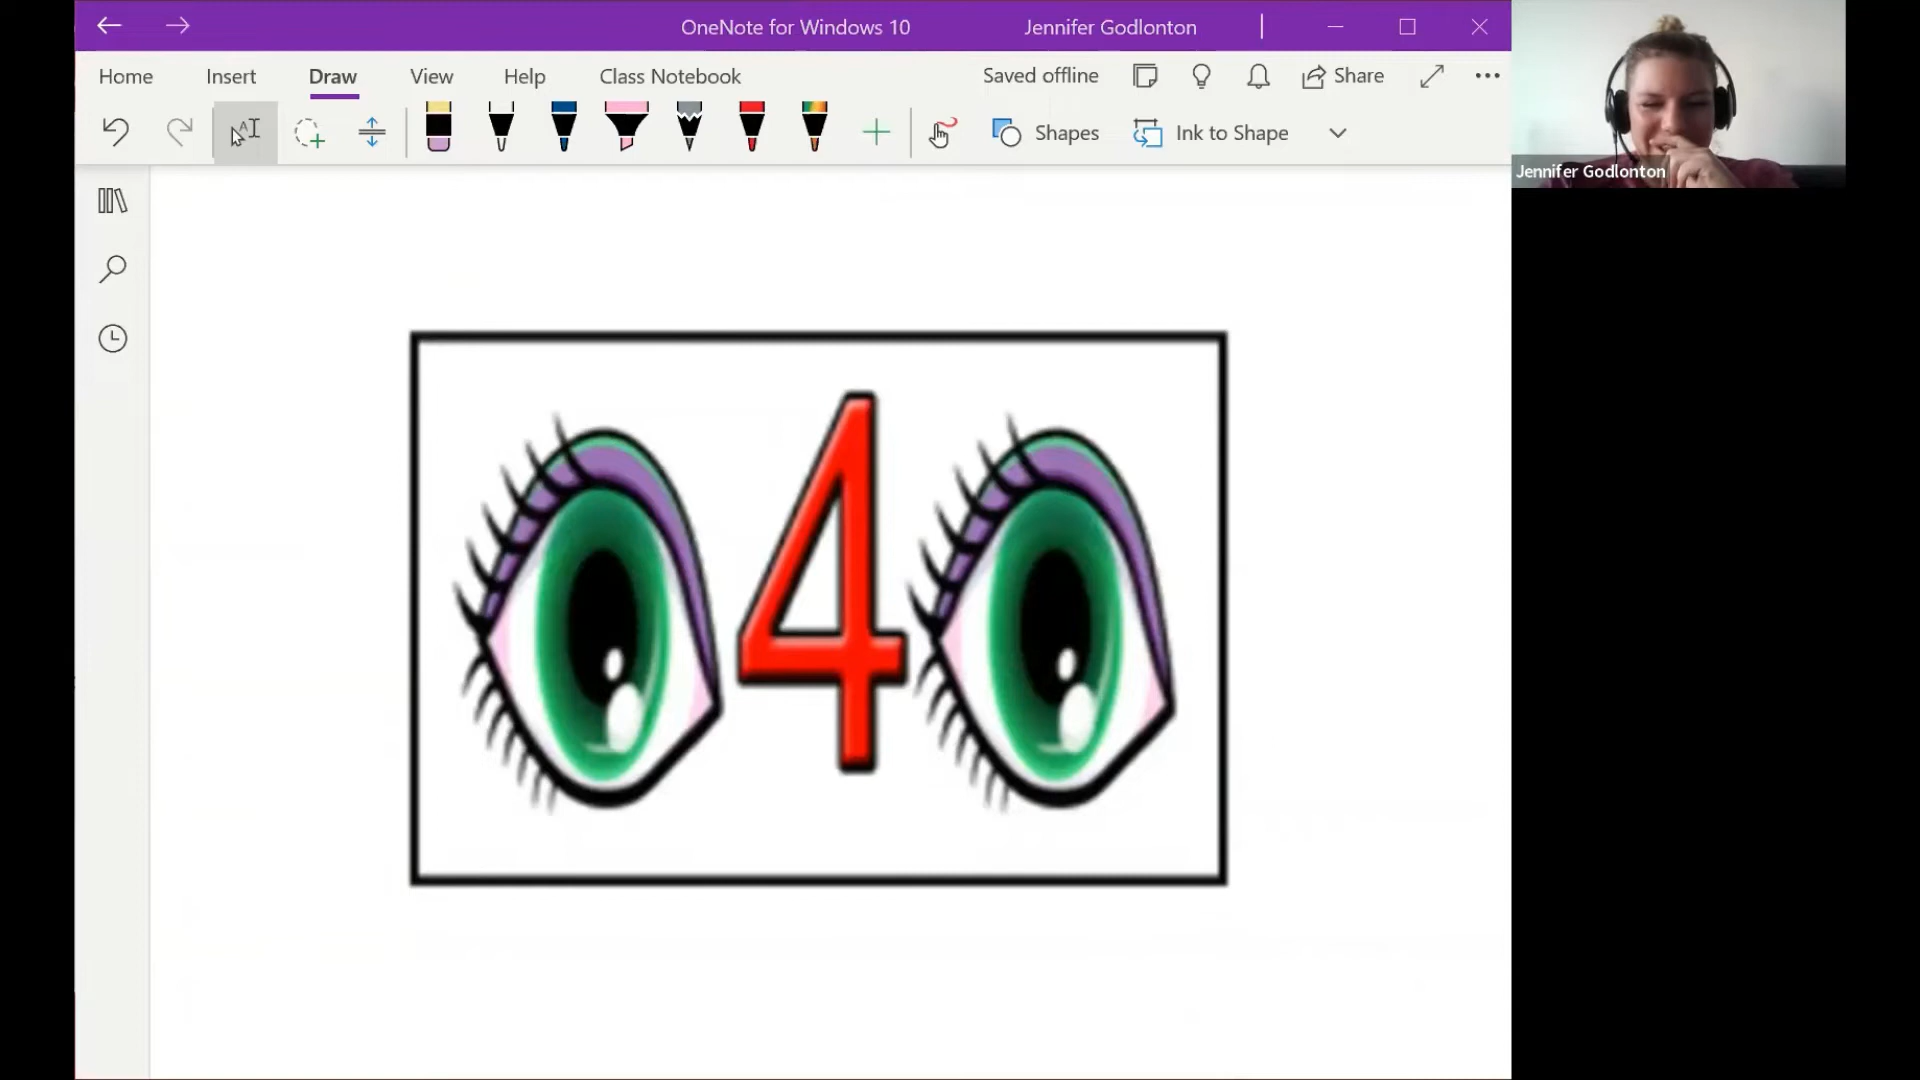 OneNote for Windows 10 Jennifer Godlonton
Home Insert Draw View Help Class Notebook Saved offline Share
Shapes Ink to Shape
Jennifer Godlonton
4